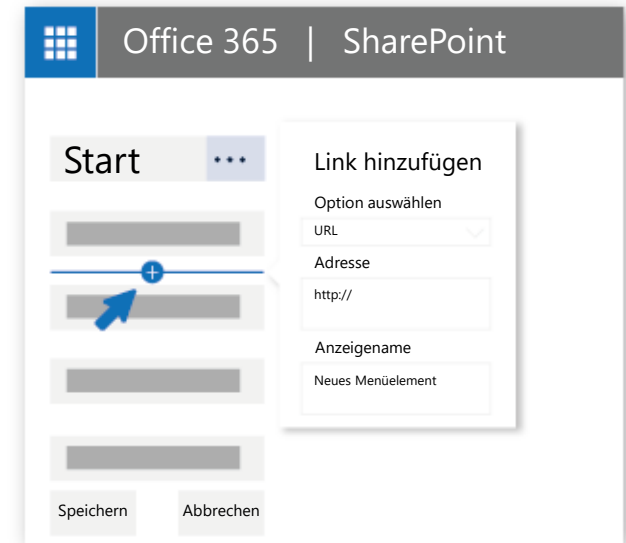 Office 365 | SharePoint
Start ...
Link hinzufügen
Option auswählen
URL
Adresse
http://
Anzeigename
Neues Menüelement
Speichern Abbrechen